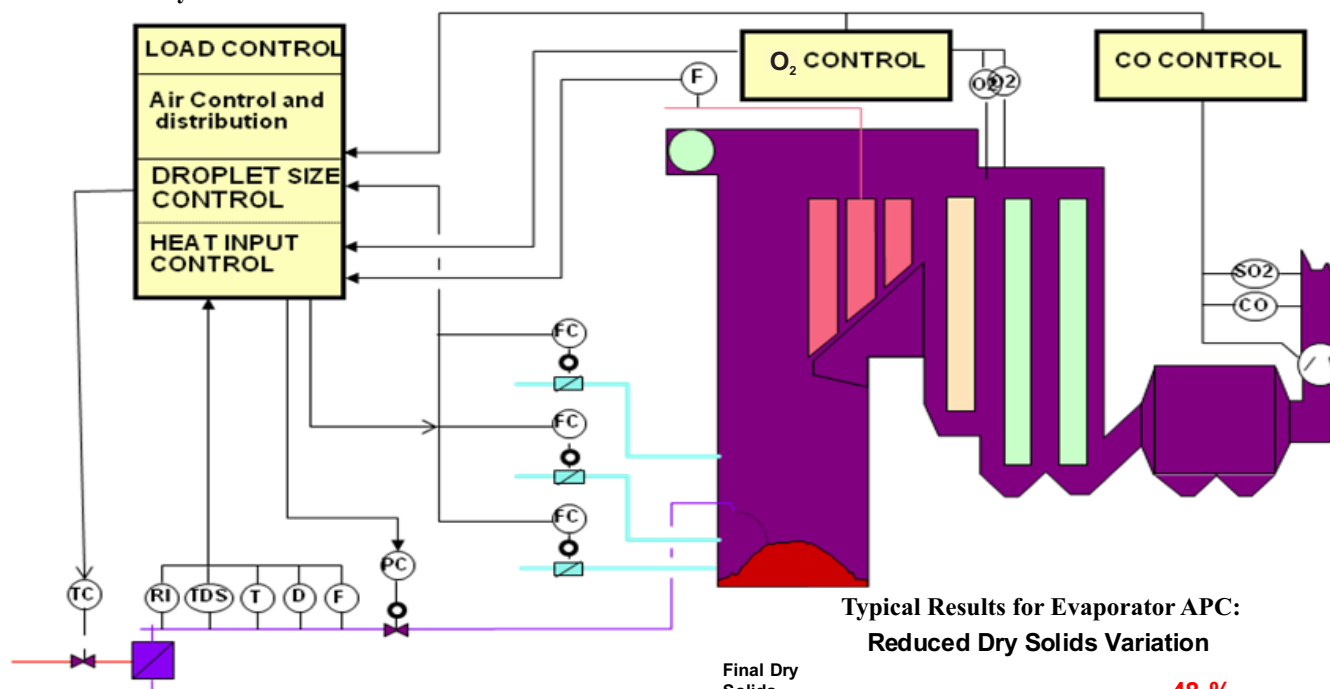 LOAD CONTROL
Air Control and
distribution
DROPLET SIZE
CONTROL
HEAT INPUT
CONTROL
O₂ CONTROL
CO CONTROL
F
O2
O2
SO2
CO
FC
FC
FC
PC
TC
RI
TDS
T
D
F
Typical Results for Evaporator APC:
Reduced Dry Solids Variation
Final Dry
Solids
48 %